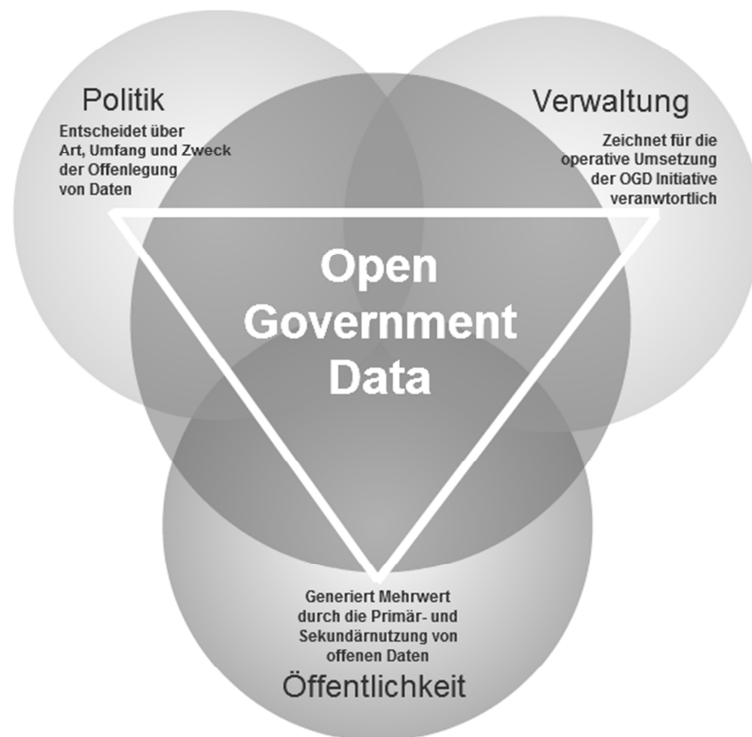 Politik
Entscheidet über
Art, Umfang und Zweck
der Offenlegung
von Daten
Verwaltung
Zeichnet für die
operative Umsetzung
der OGD Initiative
veranwtortlich
Open
Government
Data
Generiert Mehrwert
durch die Primär- und
Sekundärnutzung von
offenen Daten
Öffentlichkeit